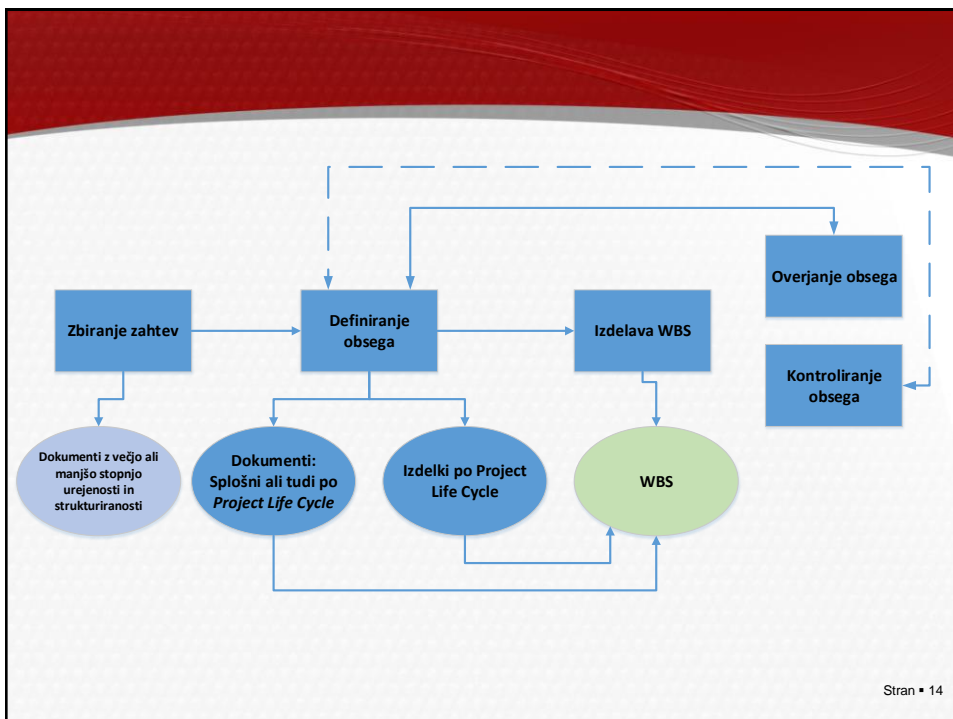 Overjanje obsega
Zbiranje zahtev
Definiranje
obsega
Izdelava WBS
Kontroliranje
obsega
Dokumenti z večjo ali
manjšo stopnjo
urejenosti in
strukturiranosti
Dokumenti:
Splošni ali tudi po
Project Life Cycle
Izdelki po Project
Life Cycle
WBS
Stran ▪ 14